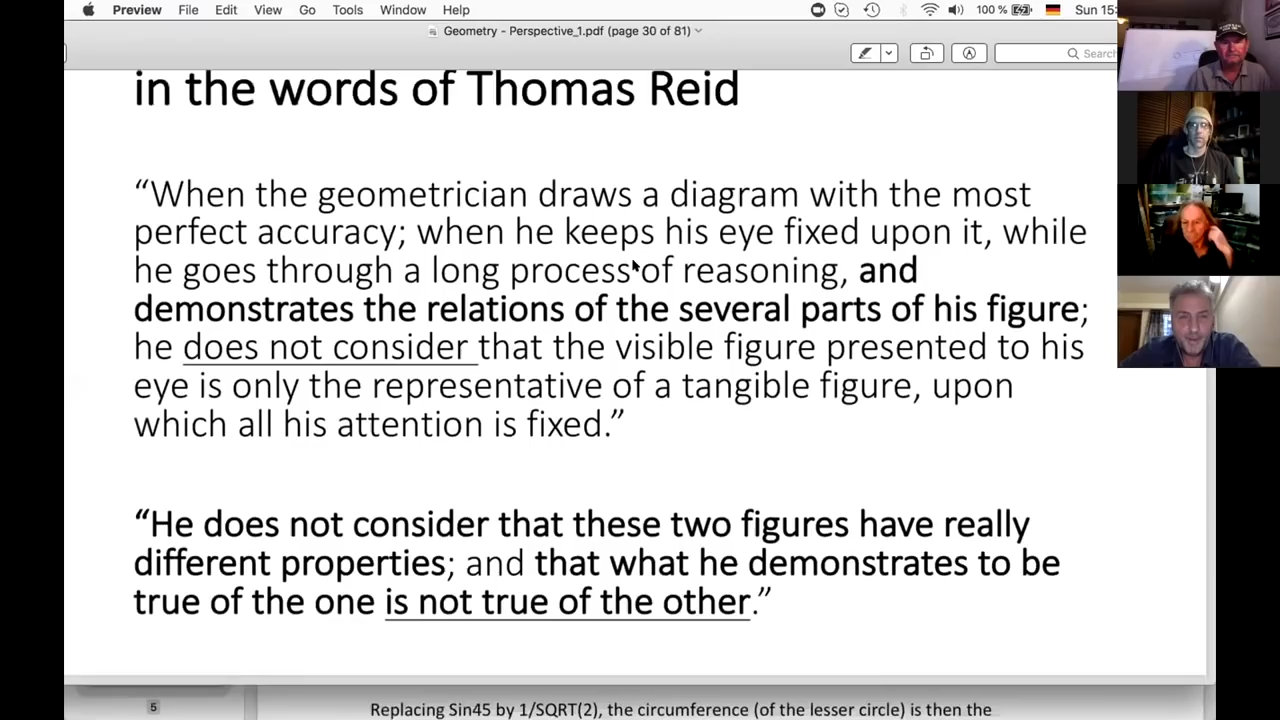 Preview File Edit View Go Tools Window Help 100 % Sun 15:
Geometry - Perspective_1.pdf (page 30 of 81)
Search
in the words of Thomas Reid
“When the geometrician draws a diagram with the most
perfect accuracy; when he keeps his eye fixed upon it, while
he goes through a long process of reasoning, and
demonstrates the relations of the several parts of his figure;
he does not consider that the visible figure presented to his
eye is only the representative of a tangible figure, upon
which all his attention is fixed.”
“He does not consider that these two figures have really
different properties; and that what he demonstrates to be
true of the one is not true of the other.”
5
Replacing Sin45 by 1/SQRT(2), the circumference (of the lesser circle) is then the